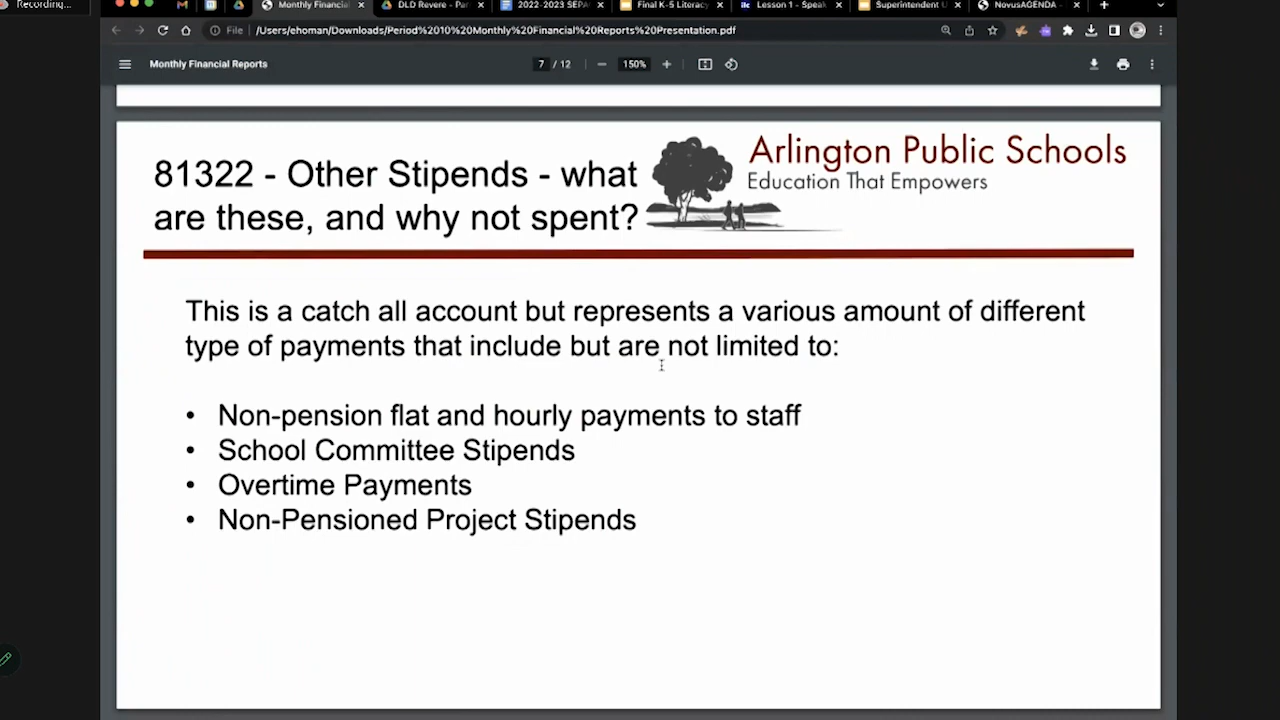 Recording...
Monthly Financial
DLD Revere - Par
2022-2023 SEPA
Final K-5 Literacy
Lesson 1 - Speak
Superintendent U
NovusAGENDA
File
/Users/ehoman/Downloads/Period%2010%20Monthly%20Financial%20Reports%20Presentation.pdf
Monthly Financial Reports
7 / 12
150%
81322 - Other Stipends - what
are these, and why not spent?
Arlington Public Schools
Education That Empowers
This is a catch all account but represents a various amount of different
type of payments that include but are not limited to:
• Non-pension flat and hourly payments to staff
• School Committee Stipends
• Overtime Payments
• Non-Pensioned Project Stipends